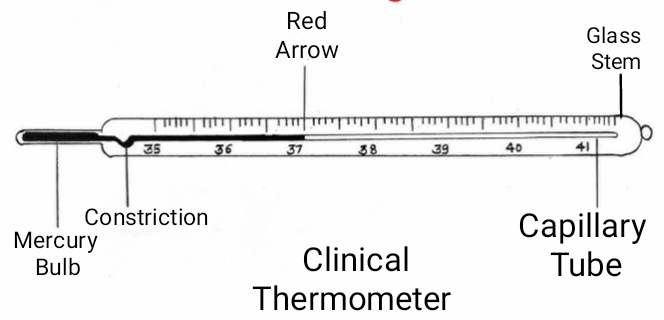 Red
Arrow
Glass
Stem
35 36 37 38 39 40 41
Constriction
Mercury
Bulb
Capillary
Tube
Clinical
Thermometer